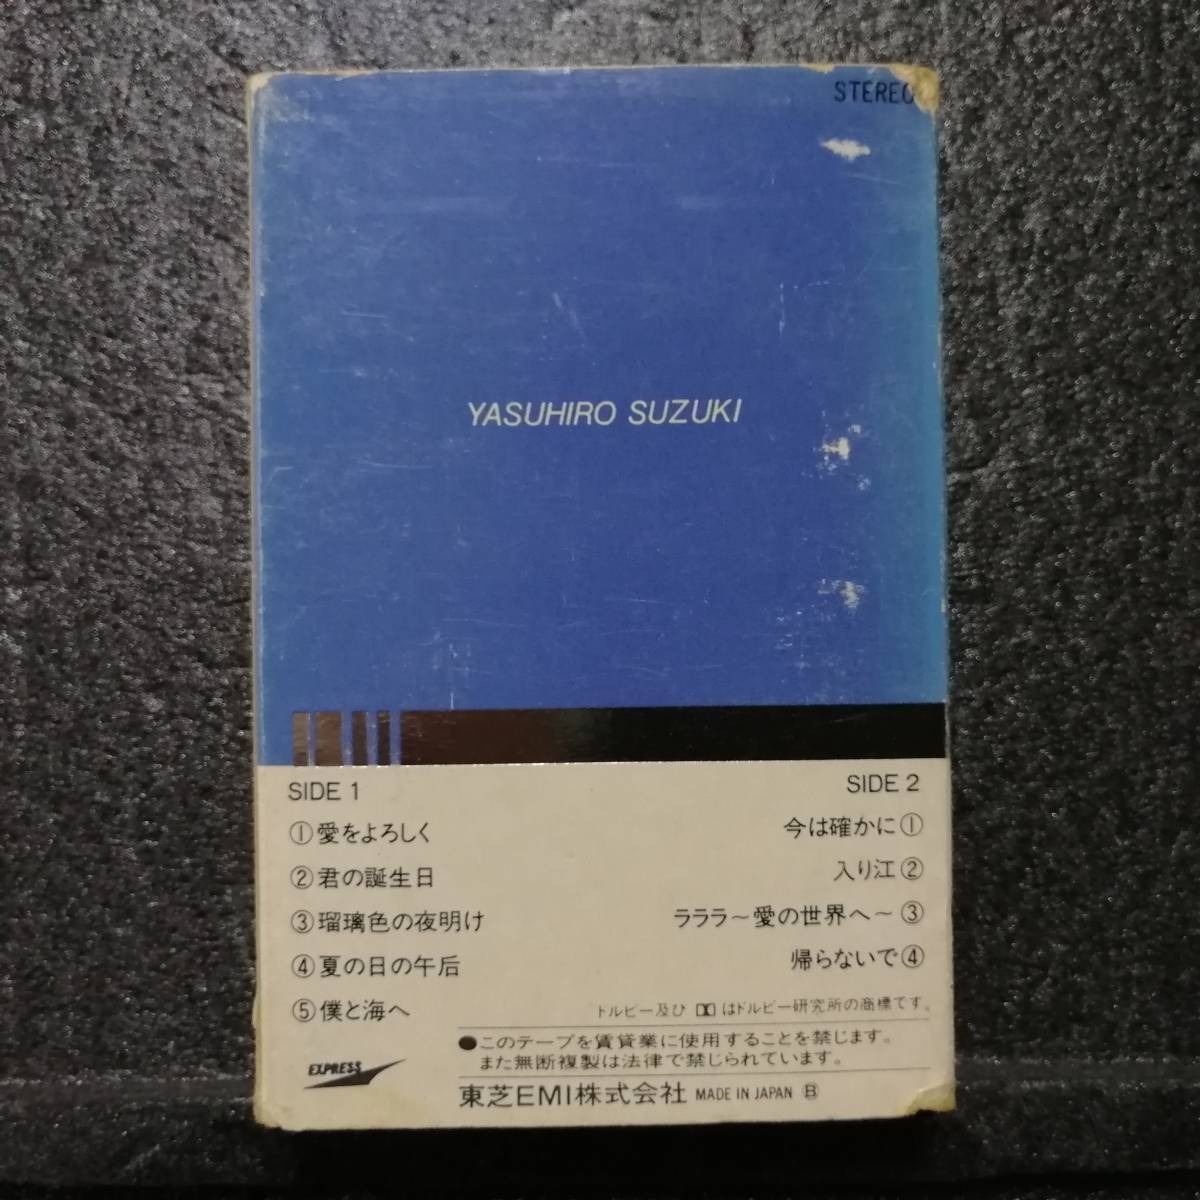 STEREO
YASUHIRO SUZUKI
SIDE 1
①愛をよろしく
②君の誕生日
③瑠璃色の夜明け
④夏の日の午后
⑤僕と海へ
SIDE 2
今は確かに①
入り江②
ラララ～愛の世界へ～③
帰らないで④
ドルビー及び はドルビー研究所の商標です。
●このテープを賃貸業に使用することを禁じます。
また無断複製は法律で禁じられています。
EXPRESS
東芝EMI株式会社 MADE IN JAPAN Ⓑ